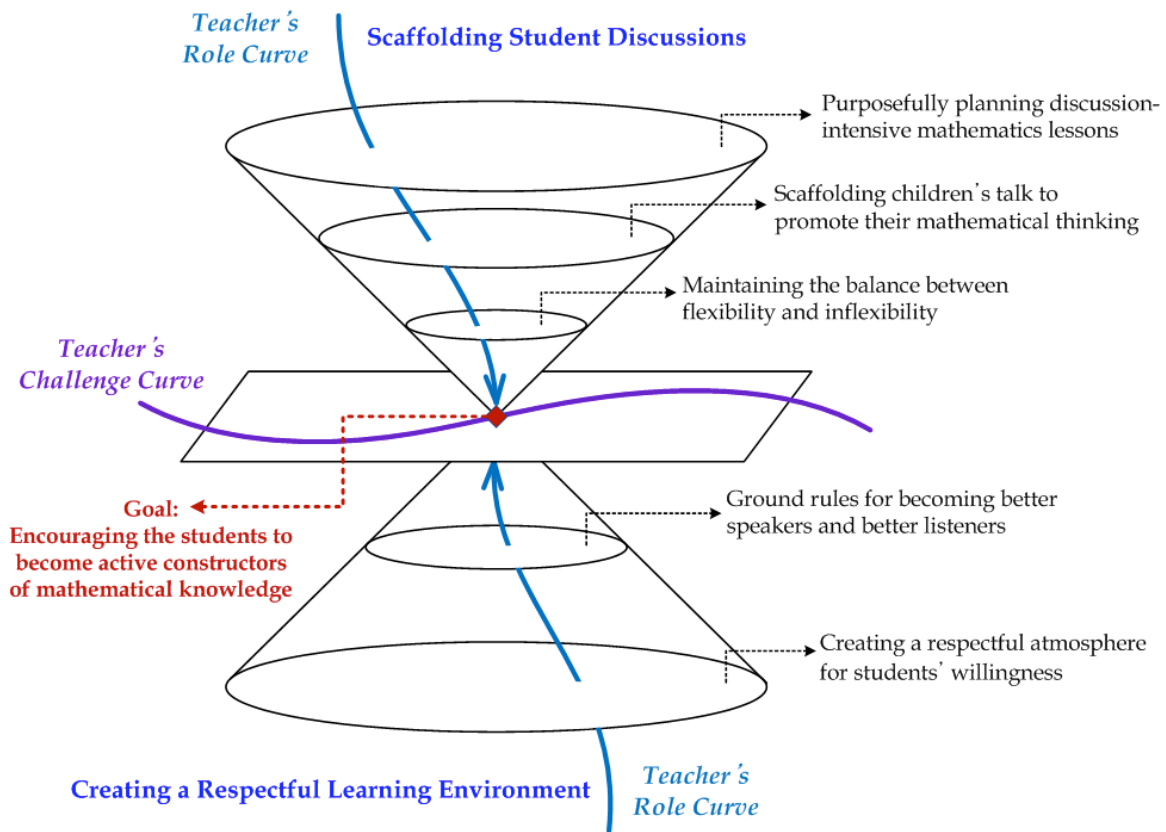 Teacher's
Role Curve
Scaffolding Student Discussions
Purposefully planning discussion-
intensive mathematics lessons
Scaffolding children's talk to
promote their mathematical thinking
Maintaining the balance between
flexibility and inflexibility
Teacher's
Challenge Curve
Goal:
Encouraging the students to
become active constructors
of mathematical knowledge
Ground rules for becoming better
speakers and better listeners
Creating a respectful atmosphere
for students' willingness
Creating a Respectful Learning Environment
Teacher's
Role Curve